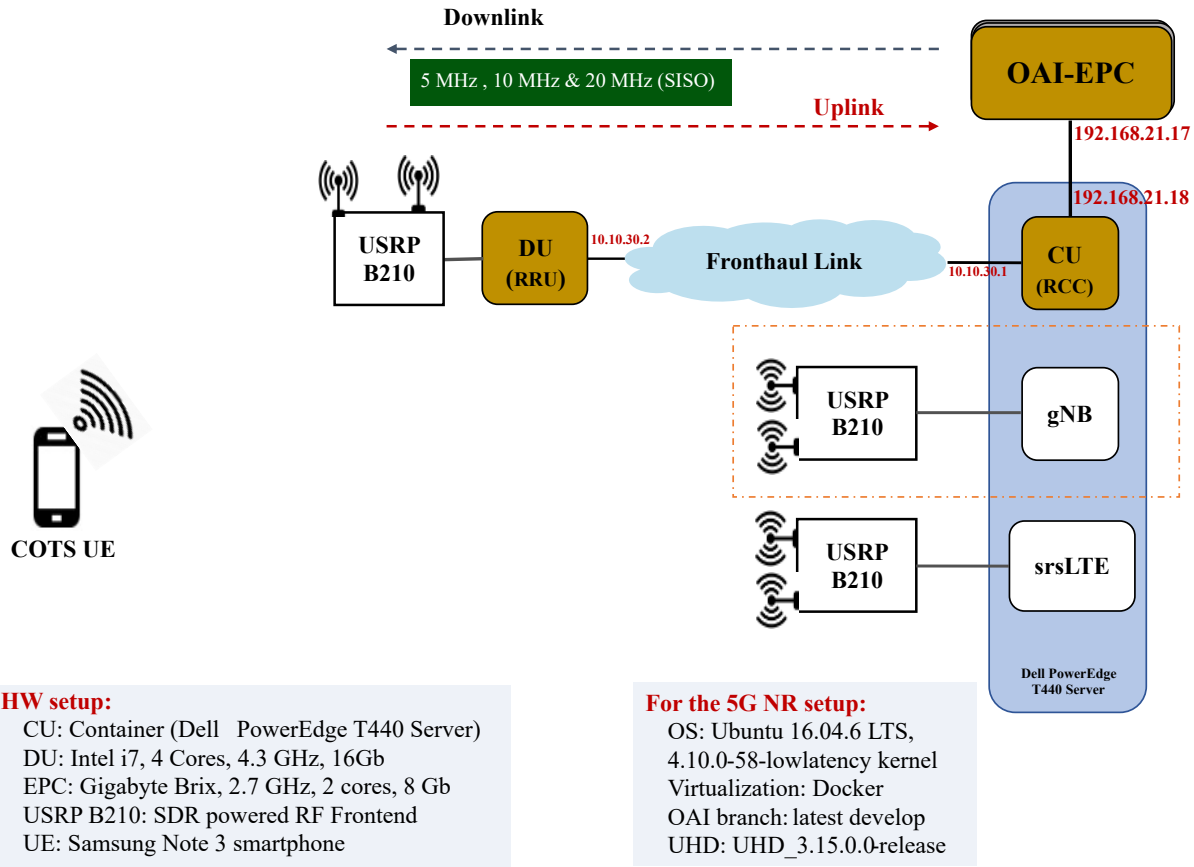 Downlink
OAI-EPC
5 MHz , 10 MHz & 20 MHz (SISO)
Uplink
192.168.21.17
192.168.21.18
USRP
B210
DU
(RRU)
10.10.30.2
Fronthaul Link
10.10.30.1
CU
(RCC)
USRP
B210
gNB
COTS UE
USRP
B210
srsLTE
Dell PowerEdge
T440 Server
HW setup:
CU: Container (Dell PowerEdge T440 Server)
DU: Intel i7, 4 Cores, 4.3 GHz, 16Gb
EPC: Gigabyte Brix, 2.7 GHz, 2 cores, 8 Gb
USRP B210: SDR powered RF Frontend
UE: Samsung Note 3 smartphone
For the 5G NR setup:
OS: Ubuntu 16.04.6 LTS,
4.10.0-58-lowlatency kernel
Virtualization: Docker
OAI branch: latest develop
UHD: UHD_3.15.0.0-release